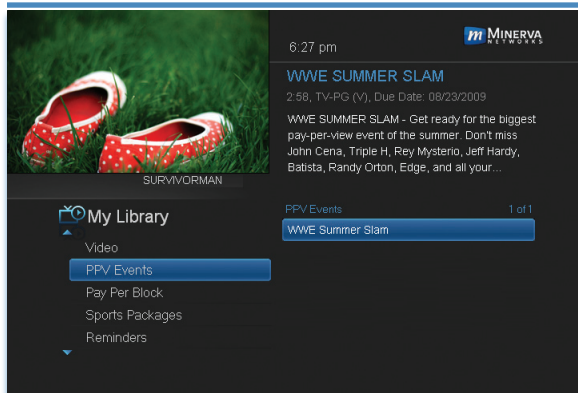 6:27 pm
m MINERVA
NETWORKS
WWE SUMMER SLAM
2:58, TV-PG (V), Due Date: 08/23/2009
WWE SUMMER SLAM - Get ready for the biggest
pay-per-view event of the summer. Don't miss
John Cena, Triple H, Rey Mysterio, Jeff Hardy,
Batista, Randy Orton, Edge, and all your...
SURVIVORMAN
My Library
Video
PPV Events
Pay Per Block
Sports Packages
Reminders
PPV Events 1 of 1
WWE Summer Slam